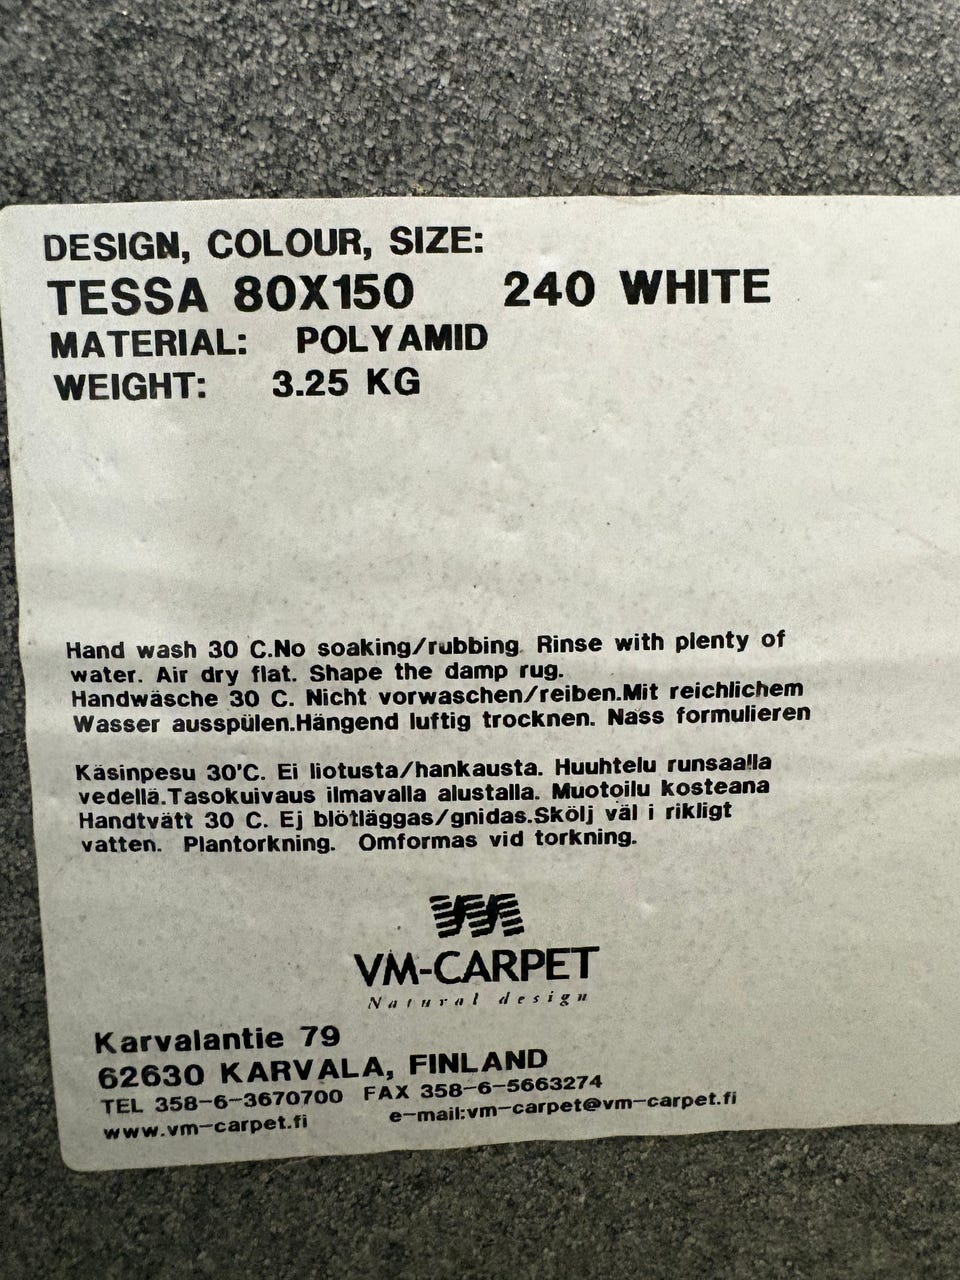 DESIGN, COLOUR, SIZE:
TESSA 80X150 240 WHITE
MATERIAL: POLYAMID
WEIGHT: 3.25 KG
Hand wash 30 C.No soaking/rubbing. Rinse with plenty of
water. Air dry flat. Shape the damp rug.
Handwäsche 30 C. Nicht vorwaschen/reiben.Mit reichlichem
Wasser ausspülen.Hängend luftig trocknen. Nass formulieren
Käsinpesu 30'C. Ei liotusta/hankausta. Huuhtelu runsaalla
vedellä.Tasokuivaus ilmavalla alustalla. Muotoilu kosteana
Handtvätt 30 C. Ej blötläggas/gnidas.Skölj väl i rikligt
vatten. Plantorkning. Omformas vid torkning.
VM-CARPET
Natural design
Karvalantie 79
62630 KARVALA, FINLAND
TEL 358-6-3670700 FAX 358-6-5663274
www.vm-carpet.fi e-mail:vm-carpet@vm-carpet.fi